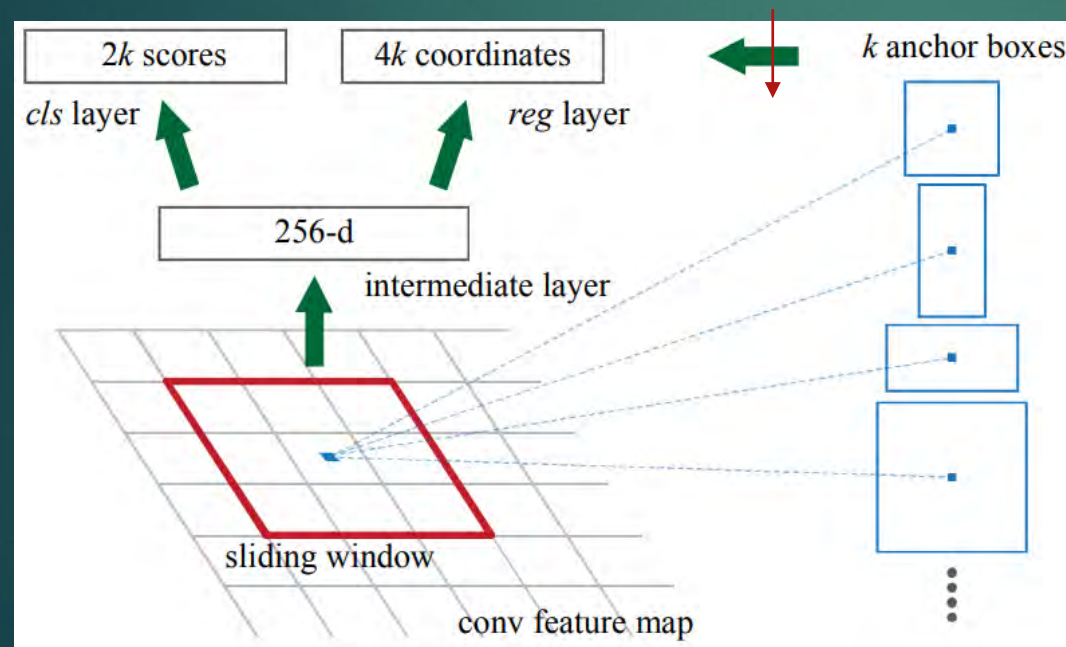 2k scores
4k coordinates
k anchor boxes
cls layer
reg layer
256-d
intermediate layer
sliding window
conv feature map